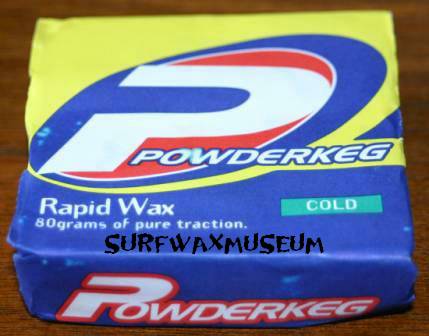 POWDERKEG
Rapid Wax
COLD
80grams of pure traction.
SURFWAXMUSEUM
POWDERKEG